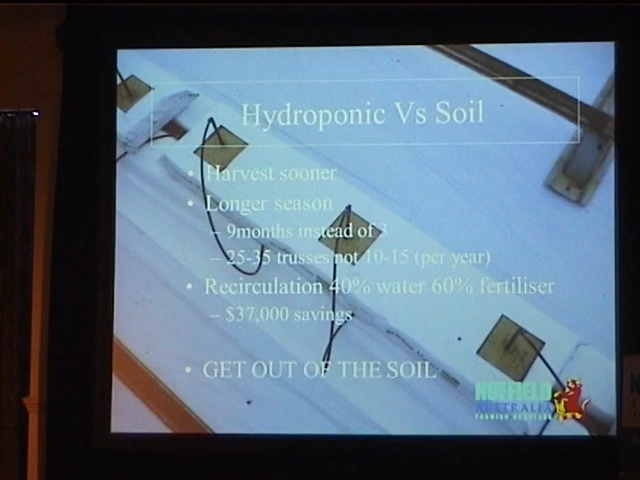 Hydroponic Vs Soil
• Harvest sooner
• Longer season
– 9months instead of 3
– 25-35 trusses not 10-15 (per year)
• Recirculation 40% water 60% fertiliser
– $37,000 savings
• GET OUT OF THE SOIL
NUFFIELD
AUSTRALIA